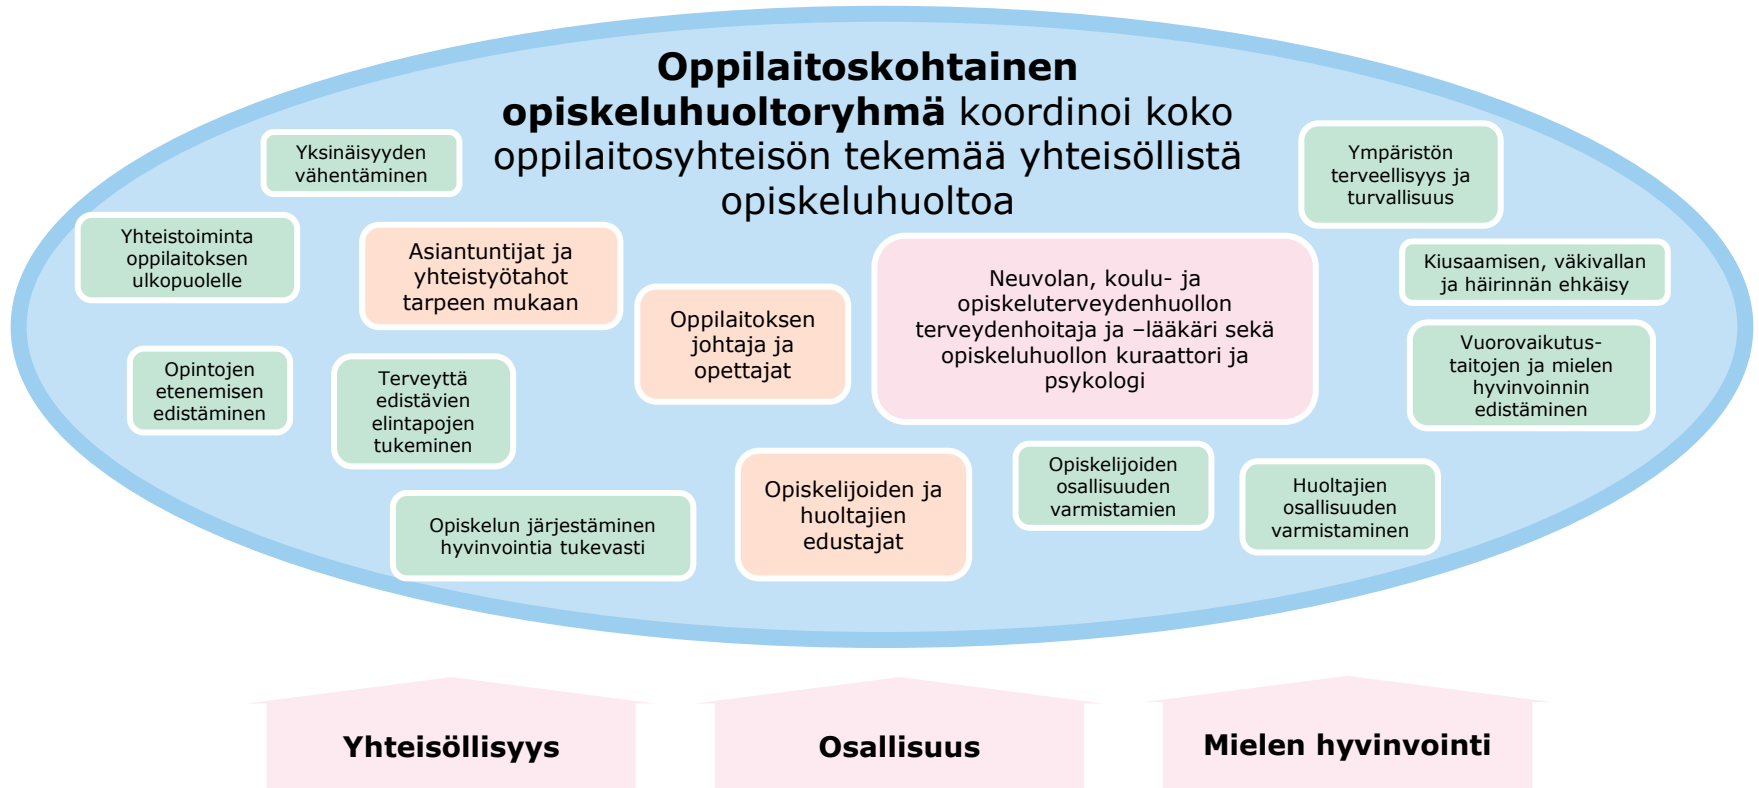 Oppilaitoskohtainen
opiskeluhuoltoryhmä koordinoi koko
oppilaitosyhteisön tekemää yhteisöllistä
opiskeluhuoltoa
Yksinäisyyden
vähentäminen
Ympäristön
terveellisyys ja
turvallisuus
Yhteistoiminta
oppilaitoksen
ulkopuolelle
Asiantuntijat ja
yhteistyötahot
tarpeen mukaan
Oppilaitoksen
johtaja ja
opettajat
Neuvolan, koulu- ja
opiskeluterveydenhuollon
terveydenhoitaja ja –lääkäri sekä
opiskeluhuollon kuraattori ja
psykologi
Kiusaamisen, väkivallan
ja häirinnän ehkäisy
Vuorovaikutus-
taitojen ja mielen
hyvinvoinnin
edistäminen
Opintojen
etenemisen
edistäminen
Terveyttä
edistävien
elintapojen
tukeminen
Opiskelun järjestäminen
hyvinvointia tukevasti
Opiskelijoiden ja
huoltajien
edustajat
Opiskelijoiden
osallisuuden
varmistamien
Huoltajien
osallisuuden
varmistaminen
Yhteisöllisyys
Osallisuus
Mielen hyvinvointi